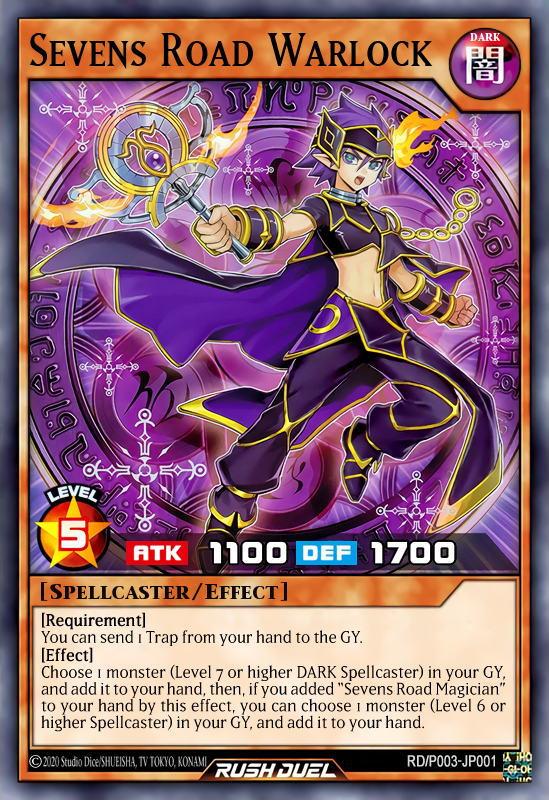 SEVENS ROAD WARLOCK
DARK
闇
LEVEL
5
ATK 1100 DEF 1700
[SPELLCASTER/EFFECT]
[Requirement]
You can send 1 Trap from your hand to the GY.
[Effect]
Choose 1 monster (Level 7 or higher DARK Spellcaster) in your GY,
and add it to your hand, then, if you added "Sevens Road Magician"
to your hand by this effect, you can choose 1 monster (Level 6 or
higher Spellcaster) in your GY, and add it to your hand.
©2020 Studio Dice/SHUEISHA, TV TOKYO, KONAMI
RUSH DUEL
RD/P003-JP001